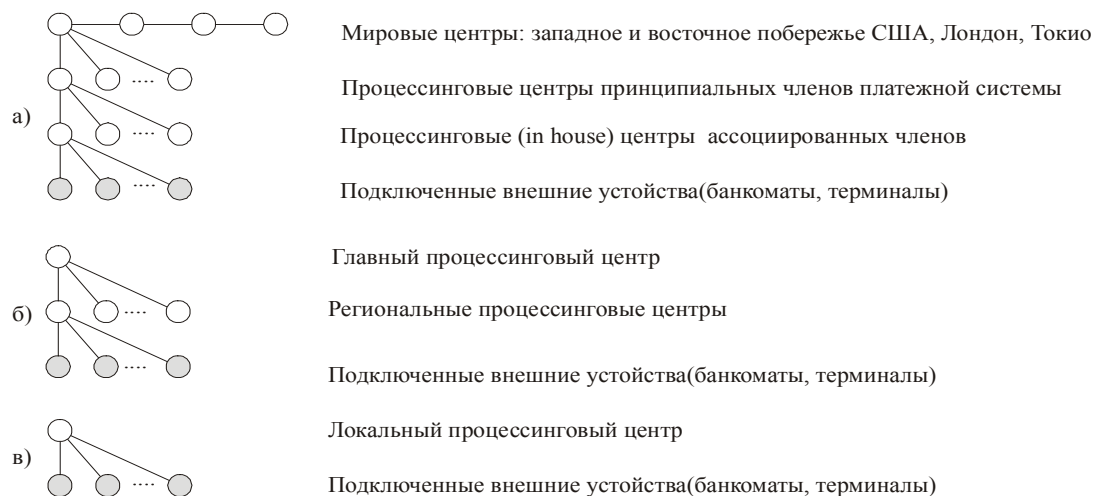 Мировые центры: западное и восточное побережье США, Лондон, Токио
Процессинговые центры принципиальных членов платежной системы
а)
Процессинговые (in house) центры ассоциированных членов
Подключенные внешние устойства(банкоматы, терминалы)
Главный процессинговый центр
б)
Региональные процессинговые центры
Подключенные внешние устойства(банкоматы, терминалы)
Локальный процессинговый центр
в)
Подключенные внешние устойства(банкоматы, терминалы)